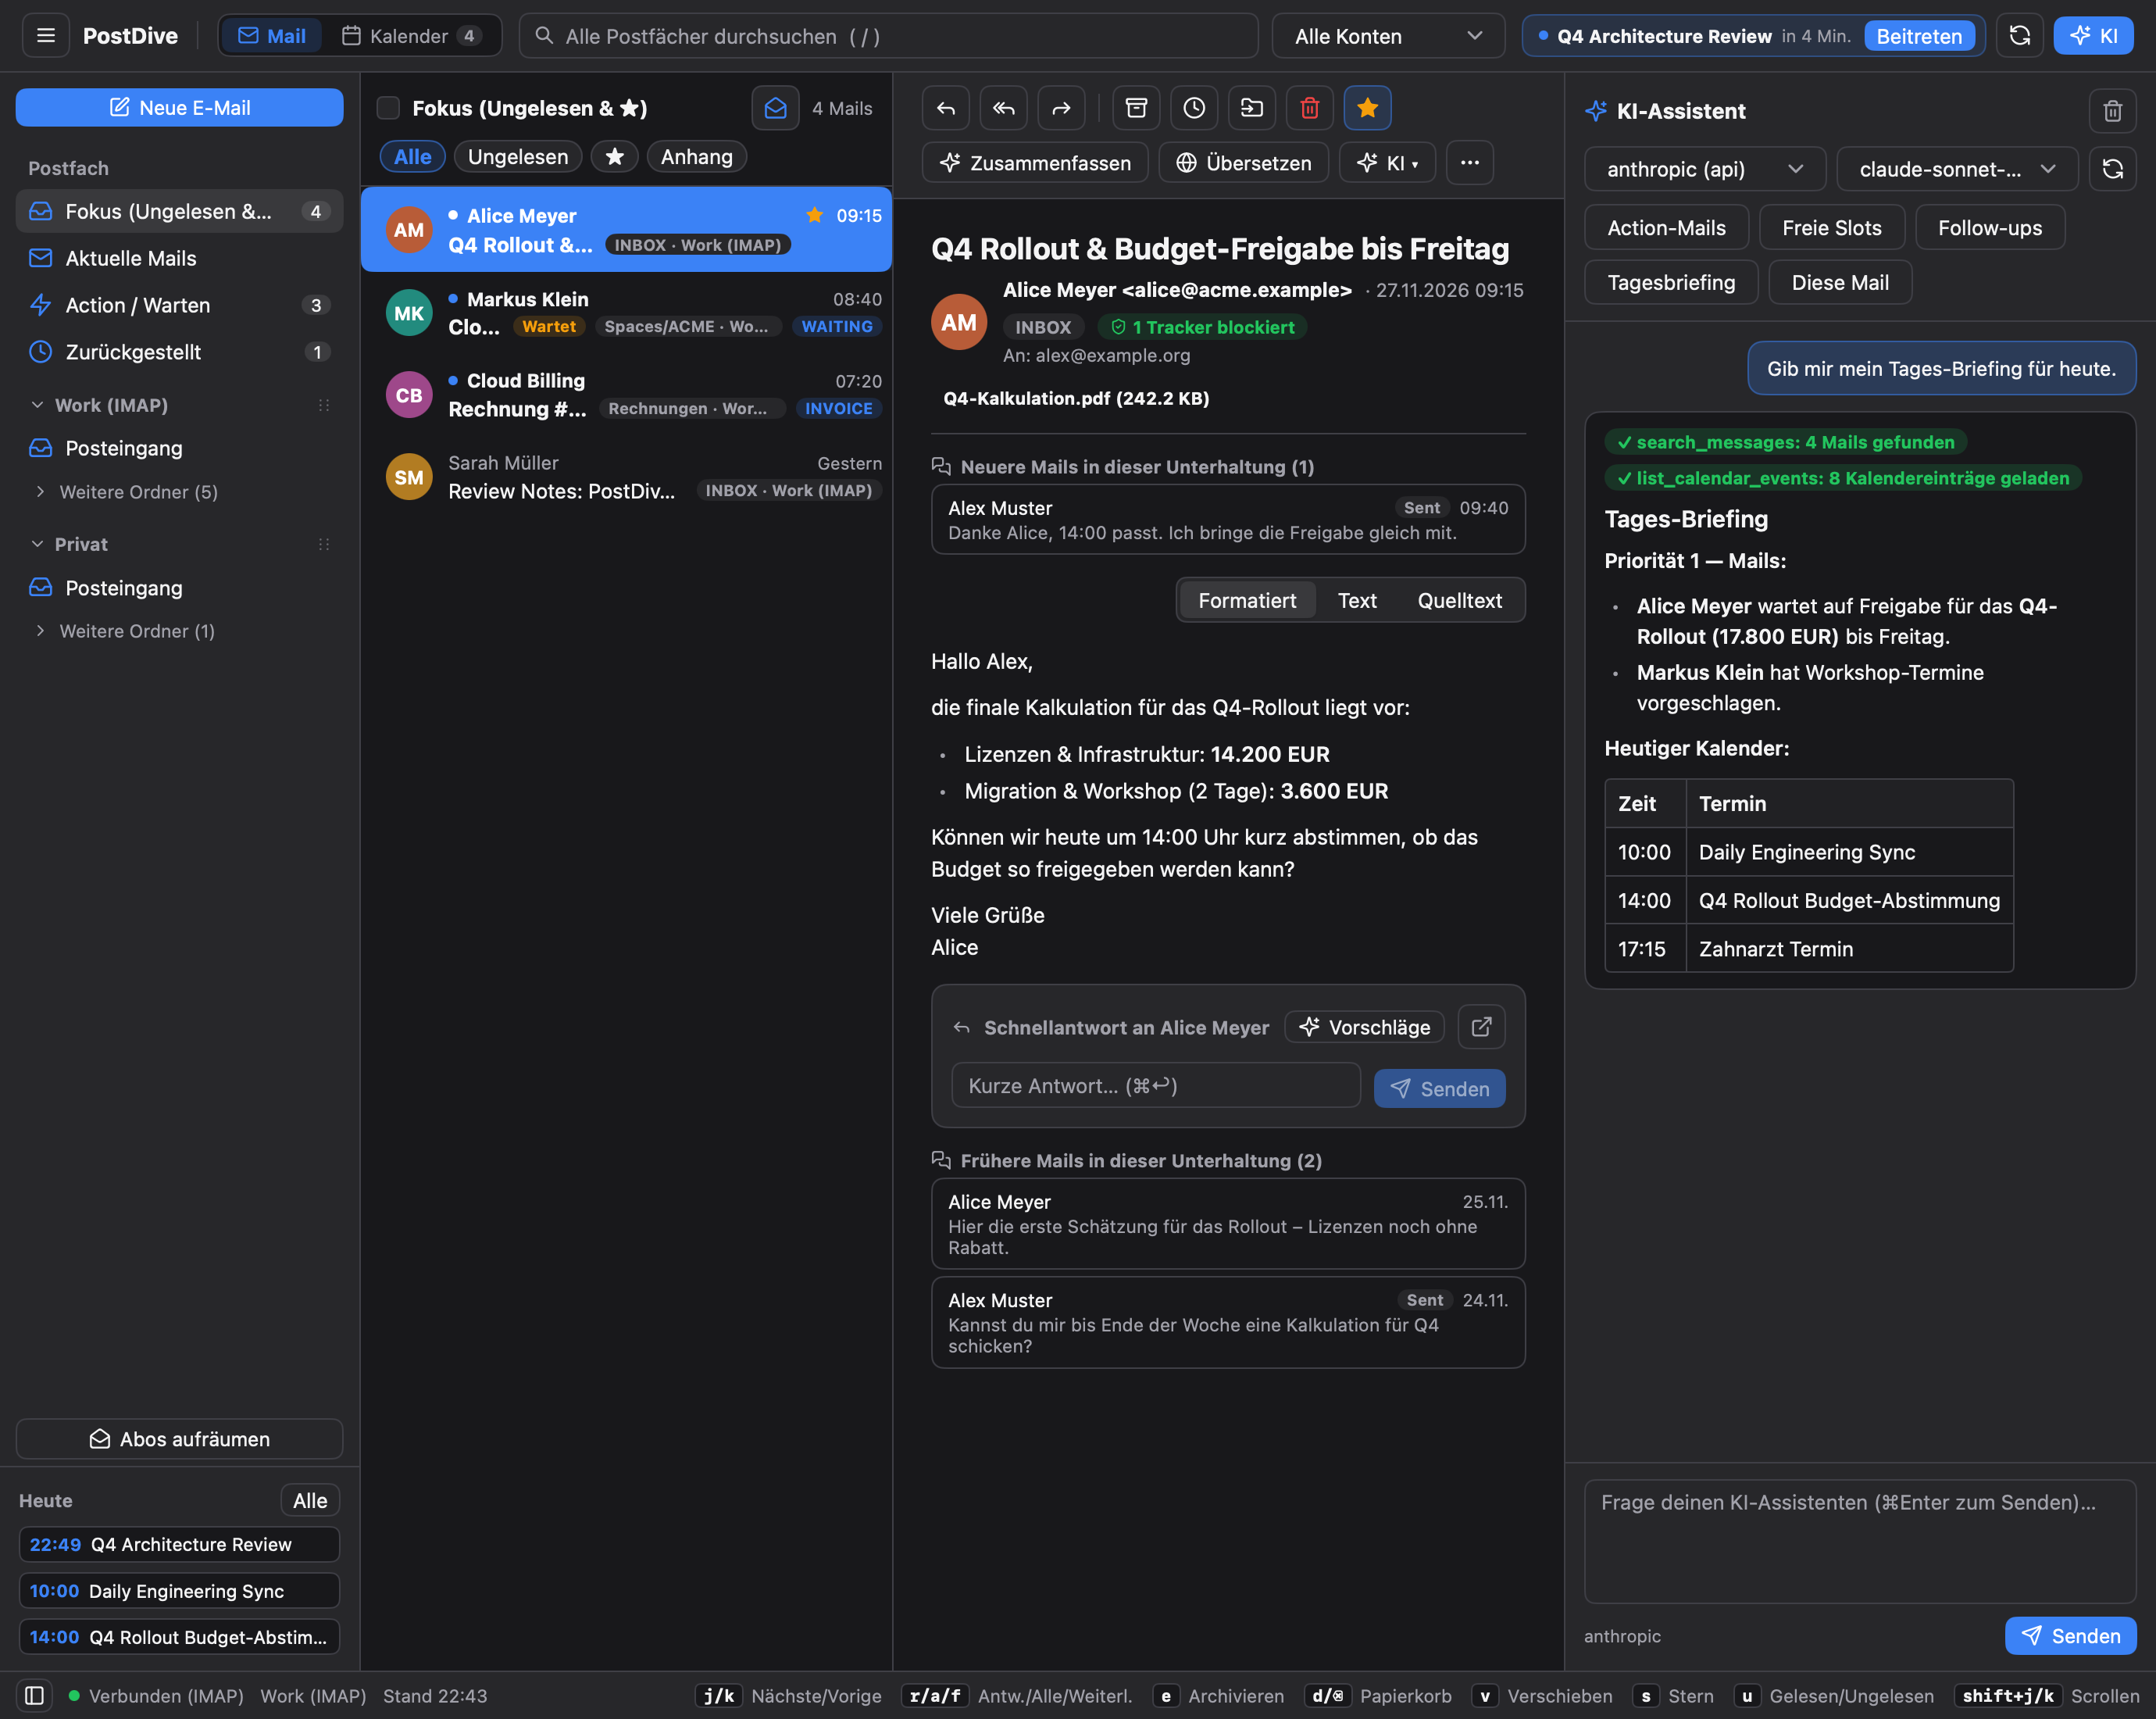 PostDive
Mail
Kalender 4
Alle Postfächer durchsuchen ( / )
Alle Konten
Q4 Architecture Review in 4 Min. Beitreten
KI
Neue E-Mail
Postfach
Fokus (Ungelesen &... 4
Aktuelle Mails
Action / Warten 3
Zurückgestellt 1
Work (IMAP)
Posteingang
Weitere Ordner (5)
Privat
Posteingang
Weitere Ordner (1)
Abos aufräumen
Heute Alle
22:49 Q4 Architecture Review
10:00 Daily Engineering Sync
14:00 Q4 Rollout Budget-Abstim...
Fokus (Ungelesen & ★) 4 Mails
Alle Ungelesen ★ Anhang
AM Alice Meyer 09:15
Q4 Rollout &... INBOX · Work (IMAP)
MK Markus Klein 08:40
Clo... Wartet Spaces/ACME · Wo... WAITING
CB Cloud Billing 07:20
Rechnung #... Rechnungen · Wor... INVOICE
SM Sarah Müller Gestern
Review Notes: PostDiv... INBOX · Work (IMAP)
Zusammenfassen Übersetzen KI ▾ ···
Q4 Rollout & Budget-Freigabe bis Freitag
AM Alice Meyer <alice@acme.example> · 27.11.2026 09:15
INBOX 1 Tracker blockiert
An: alex@example.org
Q4-Kalkulation.pdf (242.2 KB)
Neuere Mails in dieser Unterhaltung (1)
Alex Muster Sent 09:40
Danke Alice, 14:00 passt. Ich bringe die Freigabe gleich mit.
Formatiert Text Quelltext
Hallo Alex,
die finale Kalkulation für das Q4-Rollout liegt vor:
• Lizenzen & Infrastruktur: 14.200 EUR
• Migration & Workshop (2 Tage): 3.600 EUR
Können wir heute um 14:00 Uhr kurz abstimmen, ob das
Budget so freigegeben werden kann?
Viele Grüße
Alice
Schnellantwort an Alice Meyer Vorschläge
Kurze Antwort... (⌘↩) Senden
Frühere Mails in dieser Unterhaltung (2)
Alice Meyer 25.11.
Hier die erste Schätzung für das Rollout – Lizenzen noch ohne
Rabatt.
Alex Muster Sent 24.11.
Kannst du mir bis Ende der Woche eine Kalkulation für Q4
schicken?
KI-Assistent
anthropic (api) claude-sonnet-...
Action-Mails Freie Slots Follow-ups
Tagesbriefing Diese Mail
Gib mir mein Tages-Briefing für heute.
✓ search_messages: 4 Mails gefunden
✓ list_calendar_events: 8 Kalendereinträge geladen
Tages-Briefing
Priorität 1 — Mails:
• Alice Meyer wartet auf Freigabe für das Q4-
Rollout (17.800 EUR) bis Freitag.
• Markus Klein hat Workshop-Termine
vorgeschlagen.
Heutiger Kalender:
Zeit Termin
10:00 Daily Engineering Sync
14:00 Q4 Rollout Budget-Abstimmung
17:15 Zahnarzt Termin
Frage deinen KI-Assistenten (⌘Enter zum Senden)...
anthropic Senden
Verbunden (IMAP) Work (IMAP) Stand 22:43
j/k Nächste/Vorige r/a/f Antw./Alle/Weiterl. e Archivieren d/⌫ Papierkorb v Verschieben s Stern u Gelesen/Ungelesen shift+j/k Scrollen